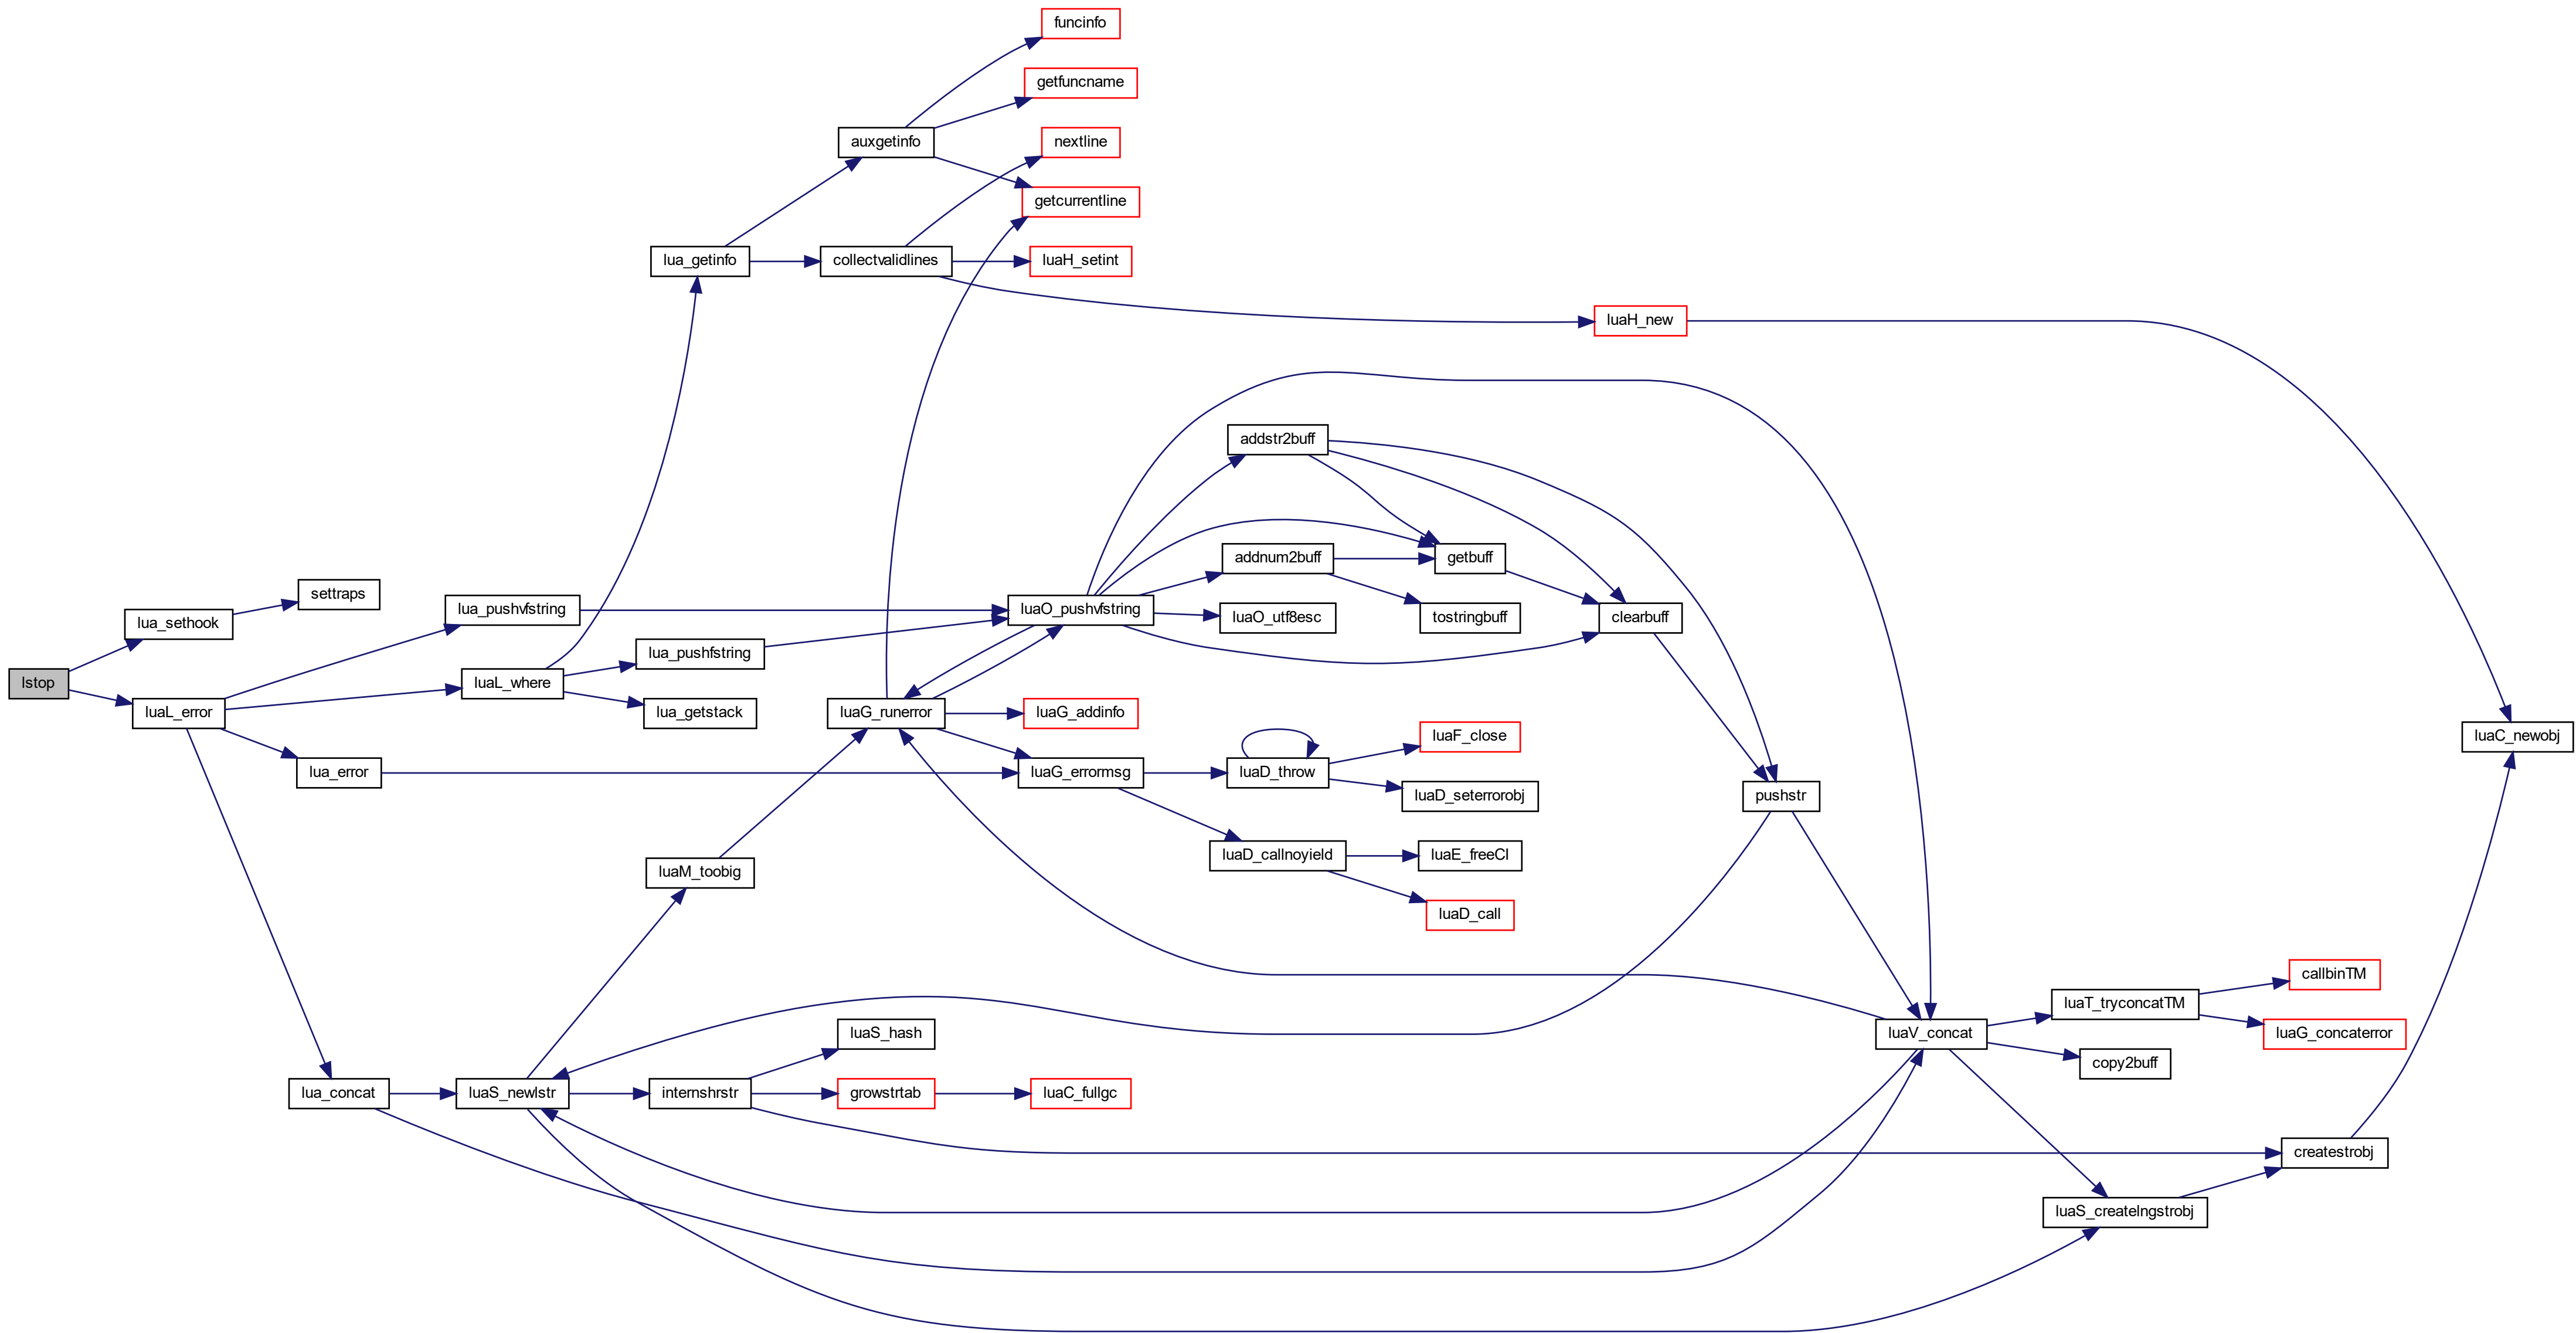 funcinfo
getfuncname
auxgetinfo
nextline
getcurrentline
lua_getinfo
collectvalidlines
luaH_setint
luaH_new
addstr2buff
getbuff
addnum2buff
settraps
lua_pushvfstring
luaO_pushvfstring
luaO_utf8esc
tostringbuff
clearbuff
lua_sethook
lua_pushfstring
lstop
luaL_where
luaL_error
lua_getstack
luaG_runerror
luaG_addinfo
luaF_close
luaC_newobj
lua_error
luaG_errormsg
luaD_throw
luaD_seterrorobj
pushstr
luaM_toobig
luaD_callnoyield
luaE_freeCI
luaD_call
callbinTM
luaT_tryconcatTM
luaS_hash
luaV_concat
luaG_concaterror
copy2buff
lua_concat
luaS_newlstr
internshrstr
growstrtab
luaC_fullgc
createstrobj
luaS_createlngstrobj